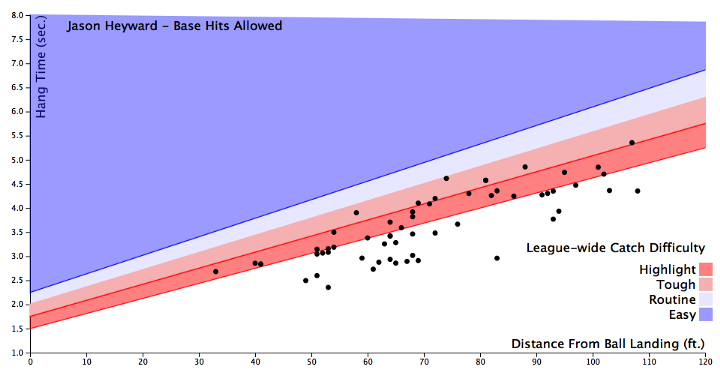 Jason Heyward – Base Hits Allowed
Hang Time (sec.)
8.0
7.5
7.0
6.5
6.0
5.5
5.0
4.5
4.0
3.5
3.0
2.5
2.0
1.5
1.0
League–wide Catch Difficulty
Highlight
Tough
Routine
Easy
Distance From Ball Landing (ft.)
0 10 20 30 40 50 60 70 80 90 100 110 120